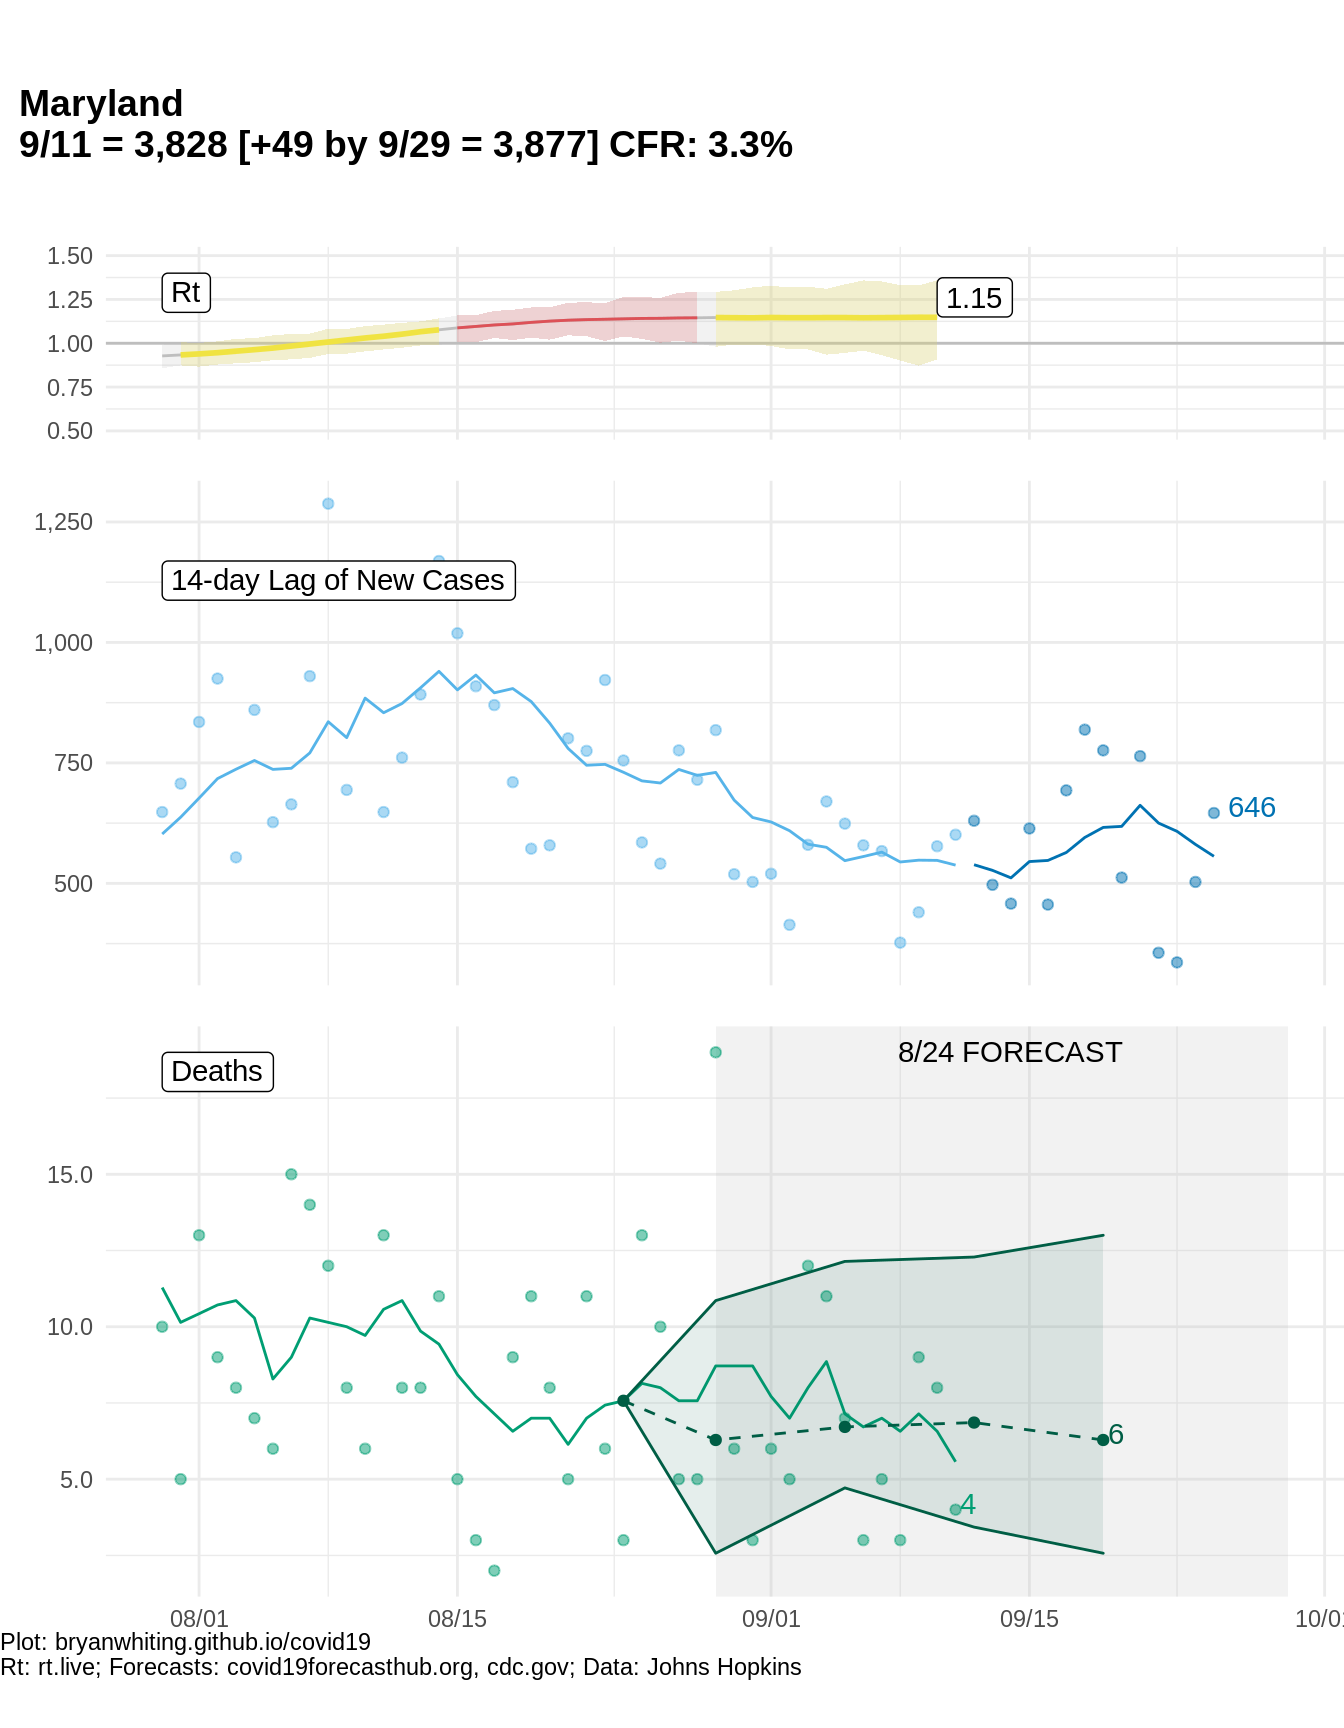 Maryland
9/11 = 3,828 [+49 by 9/29 = 3,877] CFR: 3.3%
1.50
1.25
1.00
0.75
0.50
Rt
1.15
1,250
1,000
750
500
14-day Lag of New Cases
646
15.0
10.0
5.0
Deaths
8/24 FORECAST
6
4
08/01
08/15
09/01
09/15
10/01
Plot: bryanwhiting.github.io/covid19
Rt: rt.live; Forecasts: covid19forecasthub.org, cdc.gov; Data: Johns Hopkins